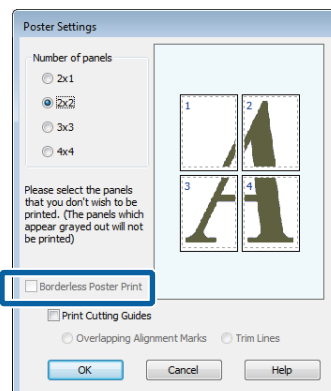 Poster Settings
Number of panels
2x1
2x2
3x3
4x4
1
2
3
4
Please select the panels
that you don't wish to be
printed. (The panels which
appear grayed out will not
be printed)
Borderless Poster Print
Print Cutting Guides
Overlapping Alignment Marks
Trim Lines
OK
Cancel
Help